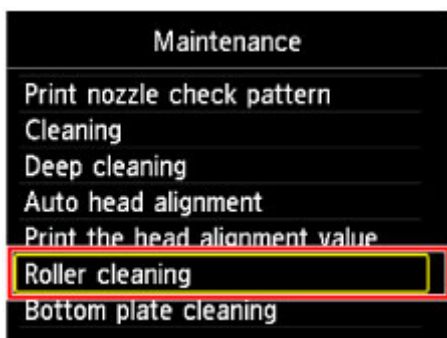 Maintenance
Print nozzle check pattern
Cleaning
Deep cleaning
Auto head alignment
Print the head alignment value
Roller cleaning
Bottom plate cleaning